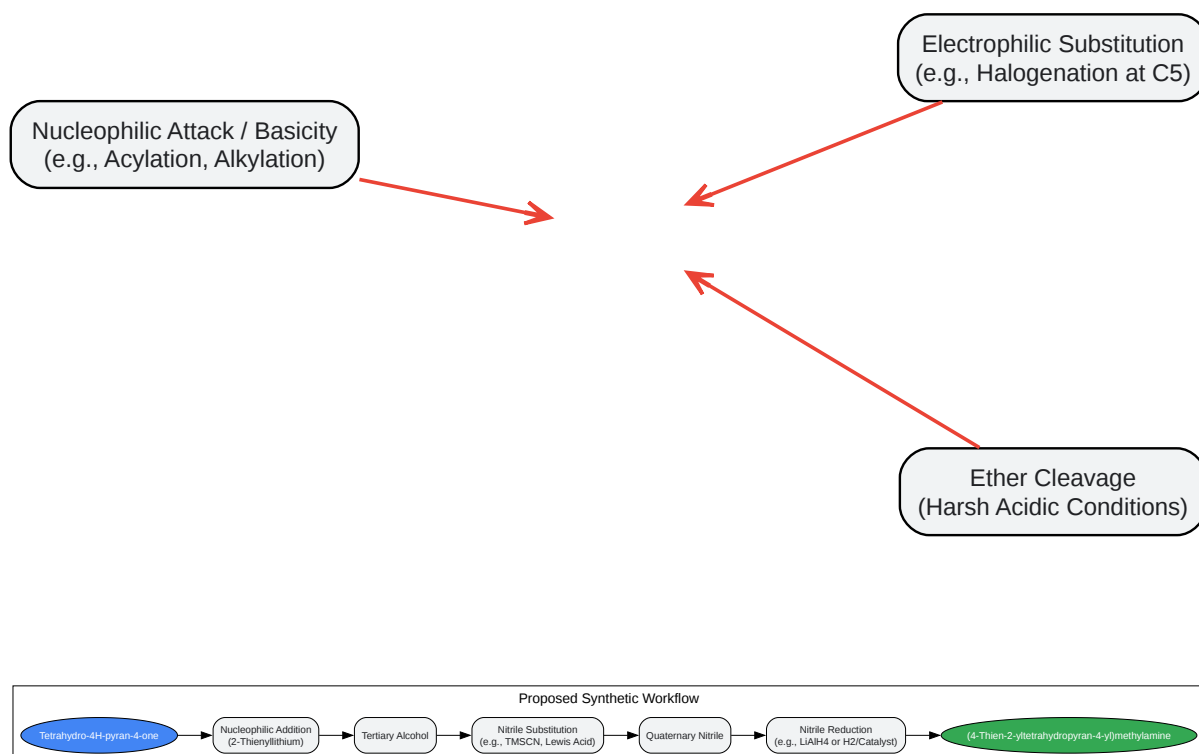 Electrophilic Substitution
(e.g., Halogenation at C5)
Nucleophilic Attack / Basicity
(e.g., Acylation, Alkylation)
Ether Cleavage
(Harsh Acidic Conditions)
Proposed Synthetic Workflow
Tetrahydro-4H-pyran-4-one
Nucleophilic Addition
(2-Thienyllithium)
Tertiary Alcohol
Nitrile Substitution
(e.g., TMSCN, Lewis Acid)
Quaternary Nitrile
Nitrile Reduction
(e.g., LiAlH4 or H2/Catalyst)
(4-Thien-2-yltetrahydropyran-4-yl)methylamine